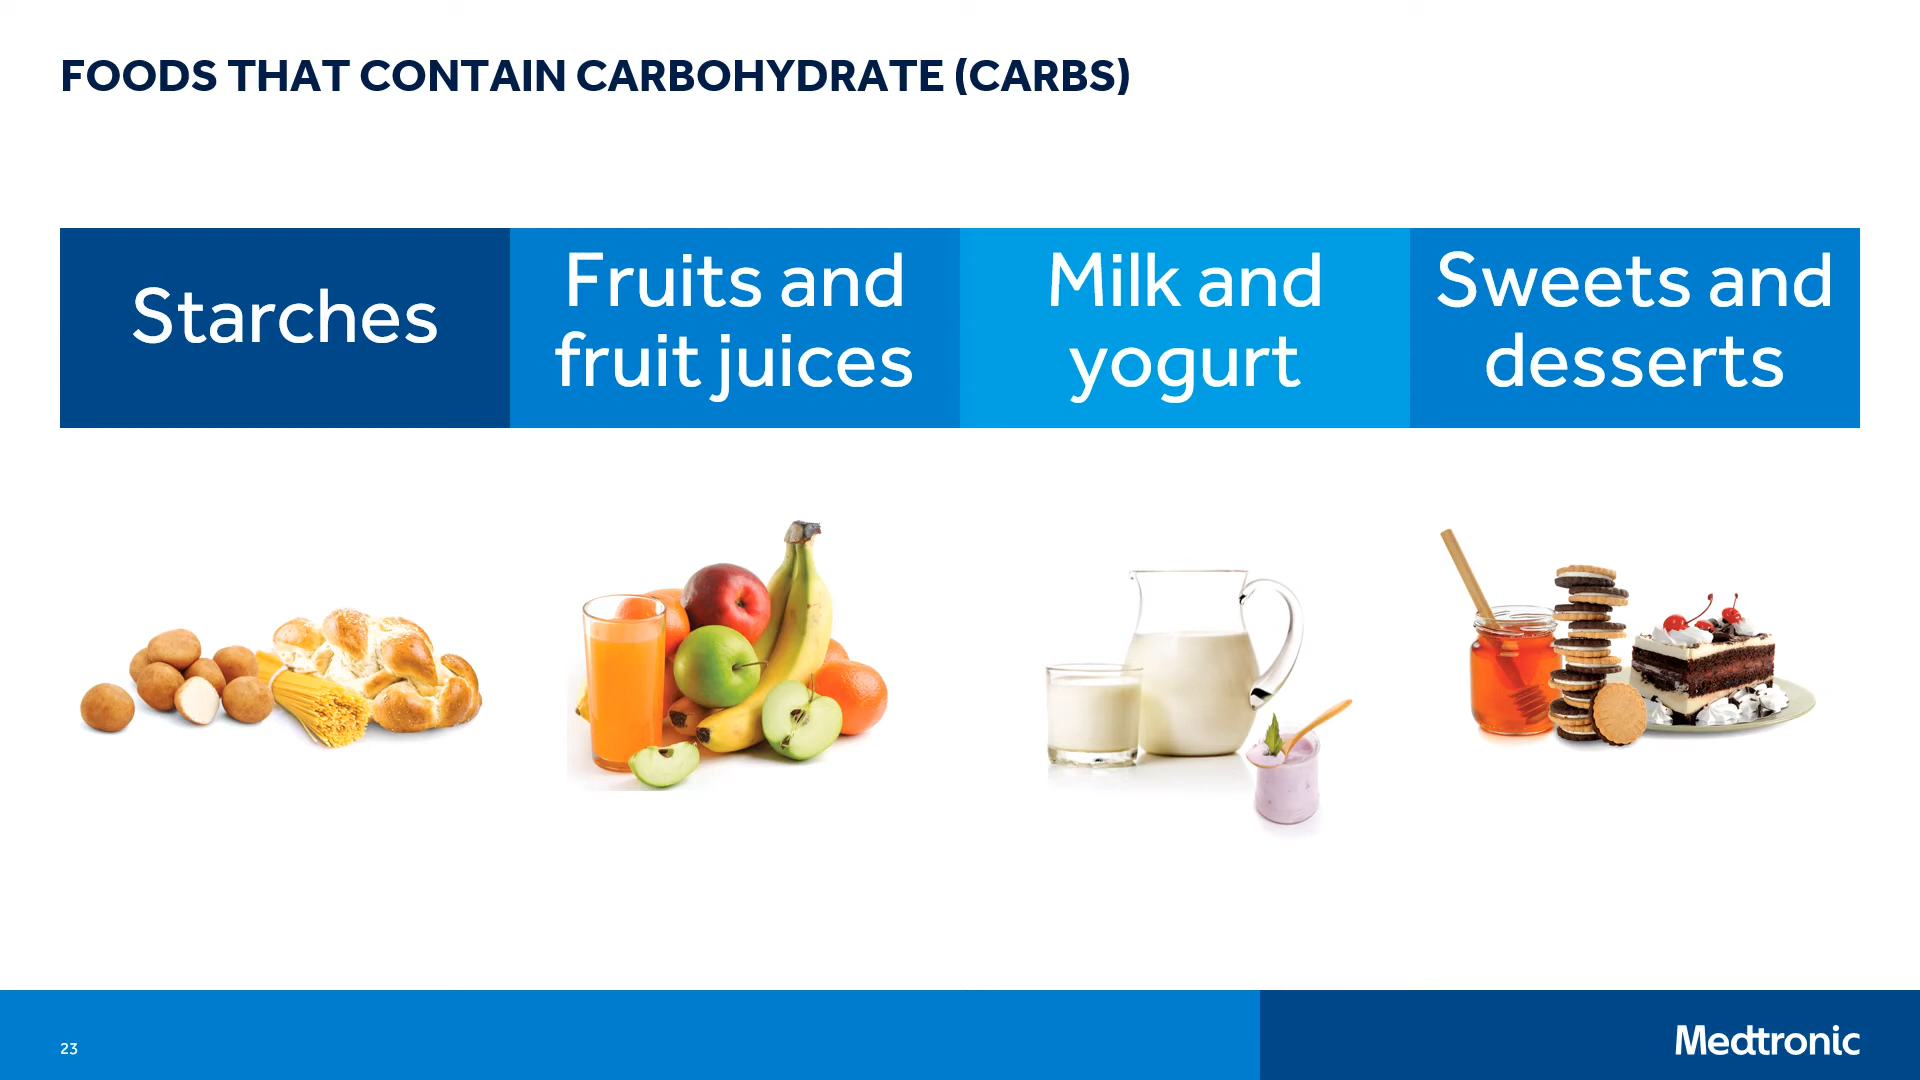 FOODS THAT CONTAIN CARBOHYDRATE (CARBS)
Starches
Fruits and
fruit juices
Milk and
yogurt
Sweets and
desserts
23
Medtronic